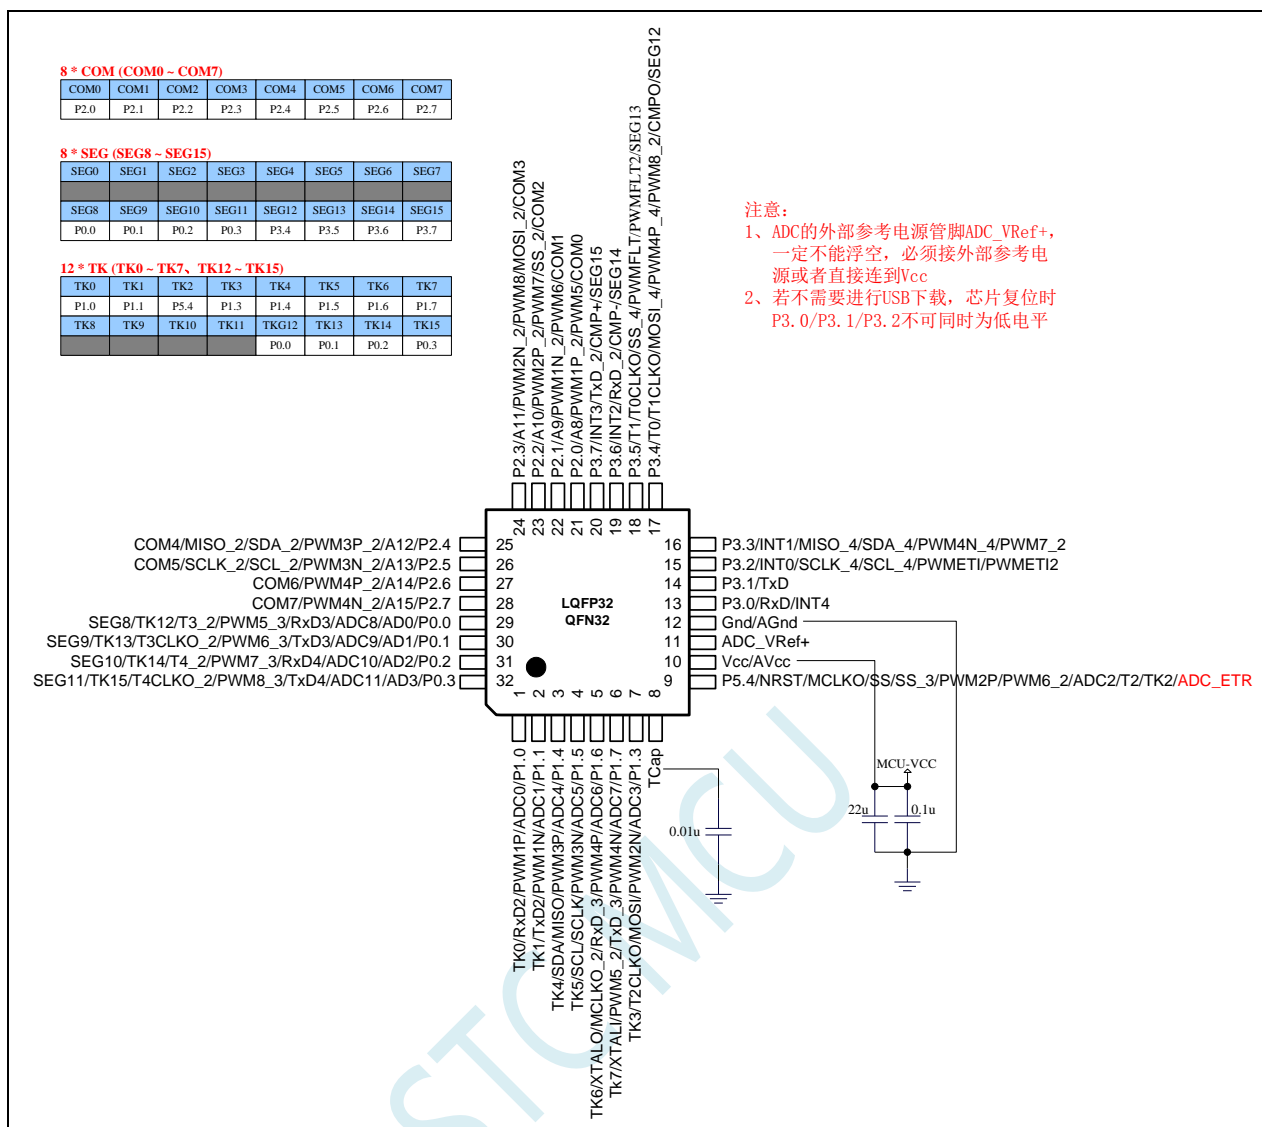 8 * COM (COM0 ~ COM7)
COM0 COM1 COM2 COM3 COM4 COM5 COM6 COM7
P2.0 P2.1 P2.2 P2.3 P2.4 P2.5 P2.6 P2.7
8 * SEG (SEG8 ~ SEG15)
SEG0 SEG1 SEG2 SEG3 SEG4 SEG5 SEG6 SEG7
SEG8 SEG9 SEG10 SEG11 SEG12 SEG13 SEG14 SEG15
P0.0 P0.1 P0.2 P0.3 P3.4 P3.5 P3.6 P3.7
12 * TK (TK0 ~ TK7、TK12 ~ TK15)
TK0 TK1 TK2 TK3 TK4 TK5 TK6 TK7
P1.0 P1.1 P5.4 P1.3 P1.4 P1.5 P1.6 P1.7
TK8 TK9 TK10 TK11 TKG12 TK13 TK14 TK15
P0.0 P0.1 P0.2 P0.3
P2.3/A11/PWM2N_2/PWM8/MOSI_2/COM3
P2.2/A10/PWM2P_2/PWM7/SS_2/COM2
P2.1/A9/PWM1N_2/PWM6/COM1
P2.0/A8/PWM1P_2/PWM5/COM0
P3.7/INT3/TxD_2/CMP+/SEG15
P3.6/INT2/RxD_2/CMP-/SEG14
P3.5/T1/T0CLKO/SS_4/PWMFLT/PWMFLT2/SEG13
P3.4/T0/T1CLKO/MOSI_4/PWM4P_4/PWM8_2/CMPO/SEG12
注意：
1、ADC的外部参考电源管脚ADC_VRef+，
一定不能浮空，必须接外部参考电
源或者直接连到Vcc
2、若不需要进行USB下载，芯片复位时
P3.0/P3.1/P3.2不可同时为低电平
24 23 22 21 20 19 18 17
COM4/MISO_2/SDA_2/PWM3P_2/A12/P2.4 25
COM5/SCLK_2/SCL_2/PWM3N_2/A13/P2.5 26
COM6/PWM4P_2/A14/P2.6 27
COM7/PWM4N_2/A15/P2.7 28
SEG8/TK12/T3_2/PWM5_3/RxD3/ADC8/AD0/P0.0 29
SEG9/TK13/T3CLKO_2/PWM6_3/TxD3/ADC9/AD1/P0.1 30
SEG10/TK14/T4_2/PWM7_3/RxD4/ADC10/AD2/P0.2 31
SEG11/TK15/T4CLKO_2/PWM8_3/TxD4/ADC11/AD3/P0.3 32
LQFP32
QFN32
16 P3.3/INT1/MISO_4/SDA_4/PWM4N_4/PWM7_2
15 P3.2/INT0/SCLK_4/SCL_4/PWMETI/PWMETI2
14 P3.1/TxD
13 P3.0/RxD/INT4
12 Gnd/AGnd
11 ADC_VRef+
10 Vcc/AVcc
9 P5.4/NRST/MCLKO/SS/SS_3/PWM2P/PWM6_2/ADC2/T2/TK2/ADC_ETR
1 2 3 4 5 6 7 8
TK0/RxD2/PWM1P/ADC0/P1.0
TK1/TxD2/PWM1N/ADC1/P1.1
TK4/SDA/MISO/PWM3P/ADC4/P1.4
TK5/SCL/SCLK/PWM3N/ADC5/P1.5
TK6/XTALO/MCLKO_2/RxD_3/PWM4P/ADC6/P1.6
Tk7/XTALI/PWM5_2/TxD_3/PWM4N/ADC7/P1.7
TK3/T2CLKO/MOSI/PWM2N/ADC3/P1.3
TCap
0.01u
MCU-VCC
22u
0.1u
STCMCU